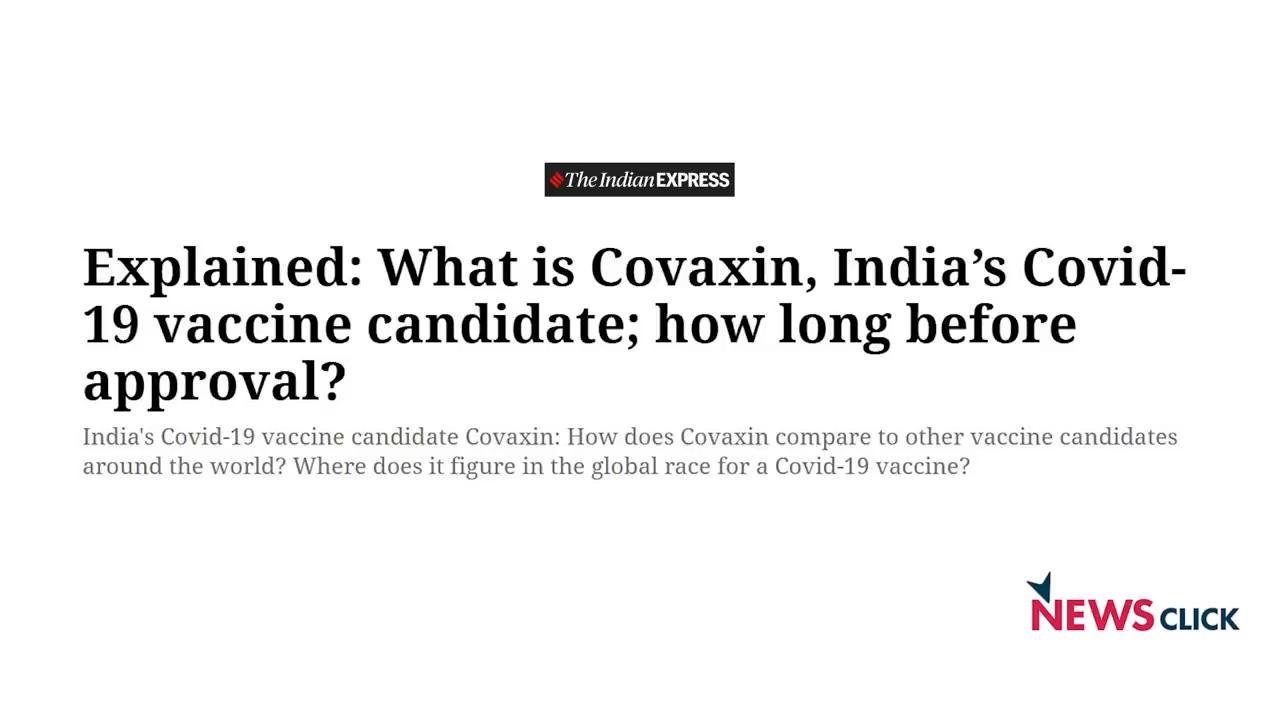 The Indian EXPRESS
Explained: What is Covaxin, India’s Covid-
19 vaccine candidate; how long before
approval?
India's Covid-19 vaccine candidate Covaxin: How does Covaxin compare to other vaccine candidates
around the world? Where does it figure in the global race for a Covid-19 vaccine?
NEWS CLICK